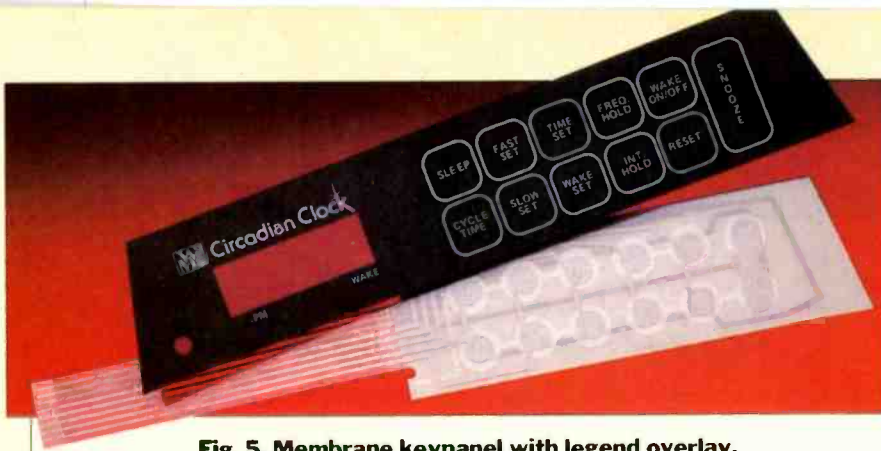 SLEEP
FAST
SET
TIME
SET
FREQ.
HOLD
WAKE
ON/OFF
SNOOZE
CYCLE
TIME
SLOW
SET
WAKE
SET
INT.
HOLD
RESET
WM Circadian Clock
PM
WAKE
Fig. 5. Membrane keypanel with legend overlay.